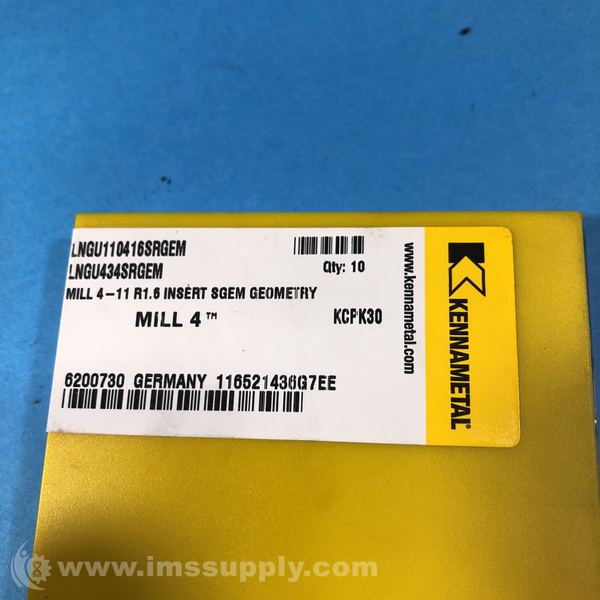 LNGU110416SRGEM
LNGU434SRGEM
Qty: 10
MILL 4-11 R1.6 INSERT SGEM GEOMETRY
MILL 4™
KCPK30
6200730 GERMANY 116521436G7EE
www.kennametal.com
KENNAMETAL®
www.imssupply.com